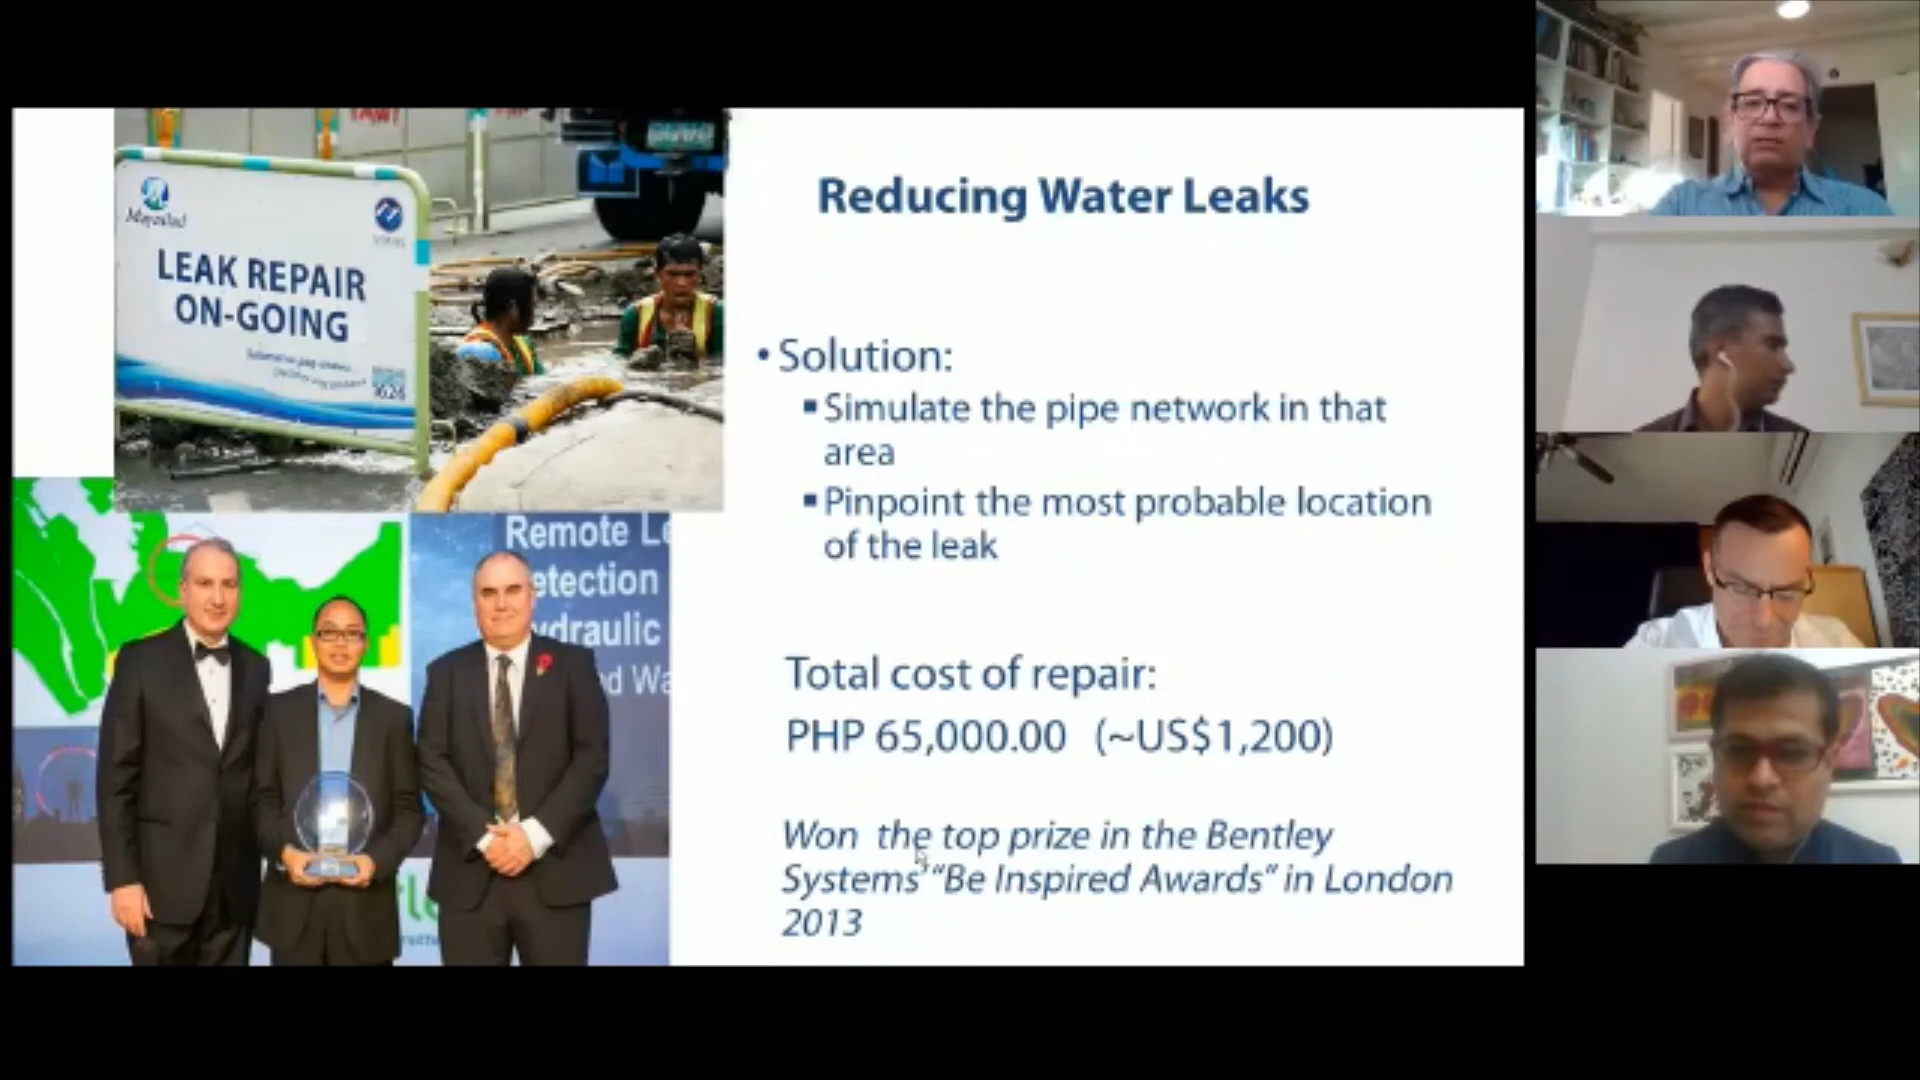 Maynilad
LEAK REPAIR
ON-GOING
1626
Reducing Water Leaks
• Solution:
▪ Simulate the pipe network in that
area
▪ Pinpoint the most probable location
of the leak
Remote Le
etection
ydraulic
d Wa
Total cost of repair:
PHP 65,000.00 (~US$1,200)
Won the top prize in the Bentley
Systems' "Be Inspired Awards" in London
2013